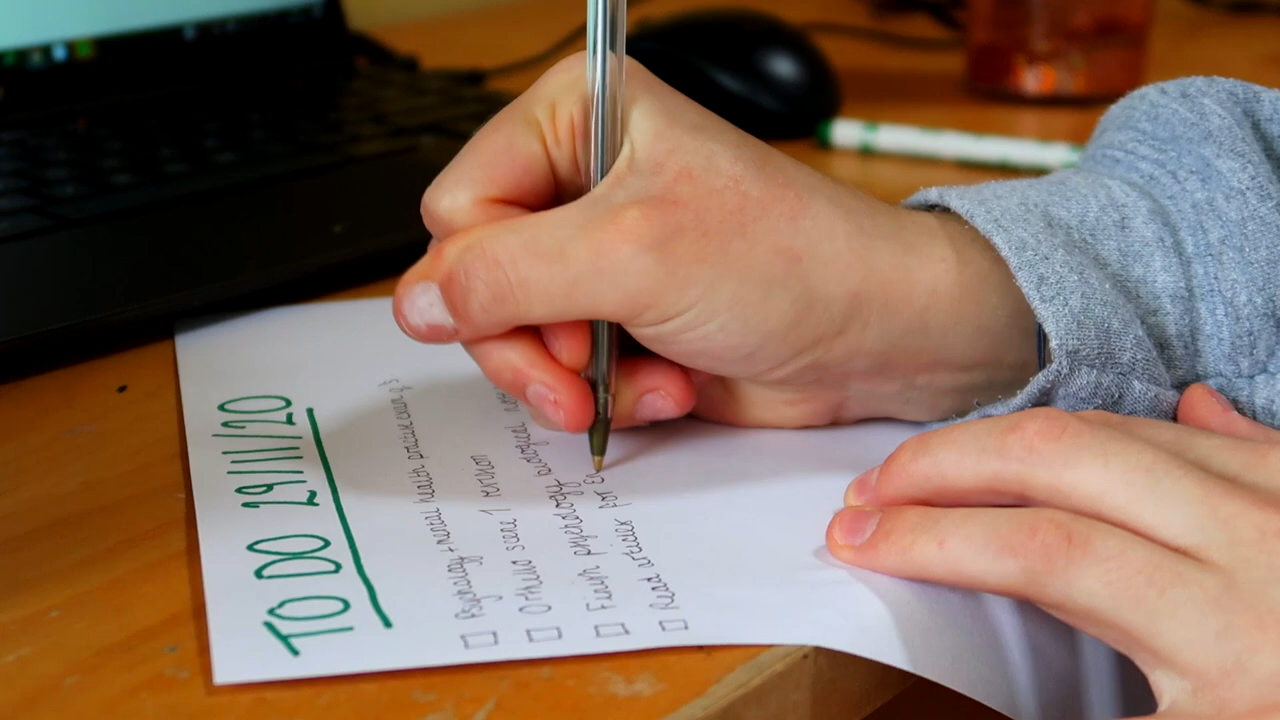 TO DO 29/11/20
Psychology + mental health practise exam q's
Othello scene 1 revision
Finish psychology biological
Read articles for